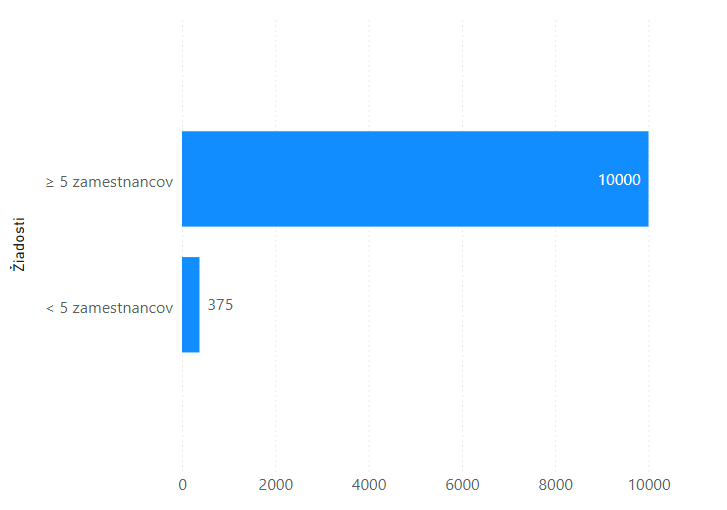 Žiadosti
≥ 5 zamestnancov
10000
< 5 zamestnancov
375
0 2000 4000 6000 8000 10000